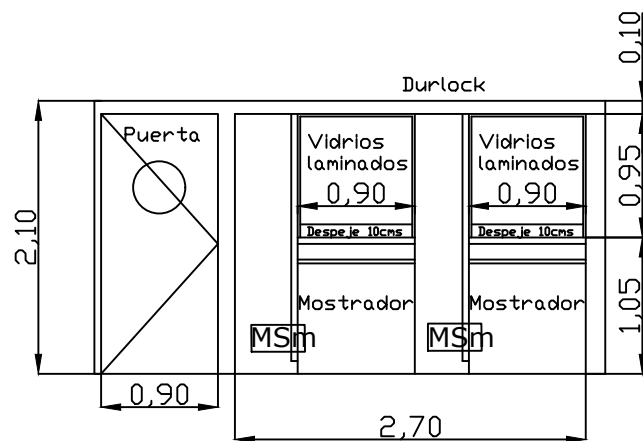 0,10
Durlock
Puerta
Vidrios
laminados
0,90
Despeje 10cms
Vidrios
laminados
0,90
Despeje 10cms
0,95
2,10
Mostrador
Mostrador
1,05
MSm
MSm
0,90
2,70